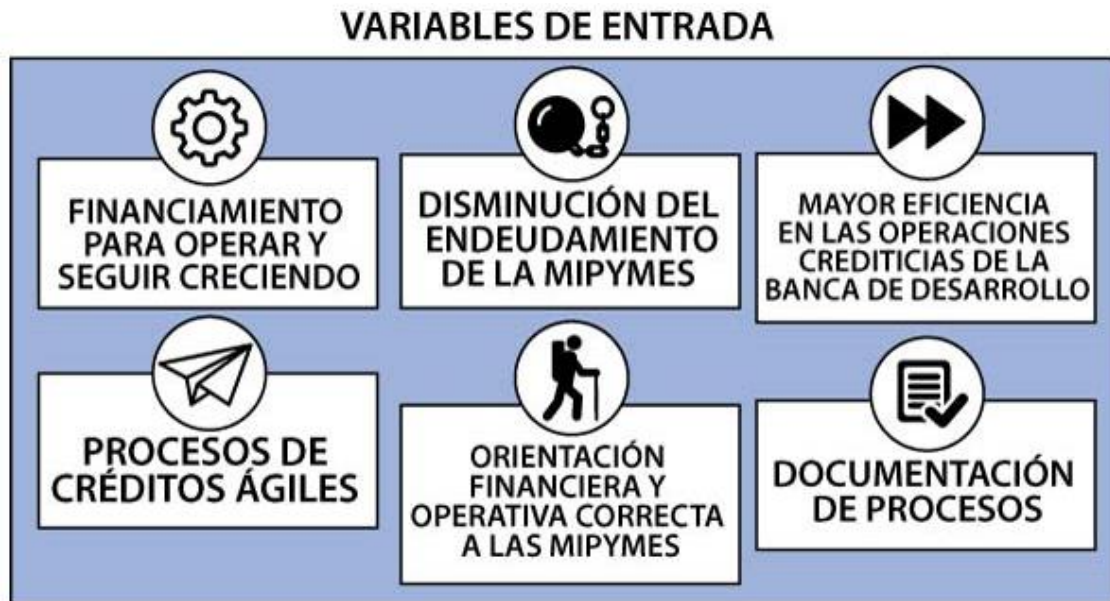 VARIABLES DE ENTRADA
FINANCIAMIENTO
PARA OPERAR Y
SEGUIR CRECIENDO
DISMINUCIÓN DEL
ENDEUDAMIENTO
DE LA MIPYMES
MAYOR EFICIENCIA
EN LAS OPERACIONES
CREDITICIAS DE LA
BANCA DE DESARROLLO
PROCESOS DE
CRÉDITOS ÁGILES
ORIENTACIÓN
FINANCIERA Y
OPERATIVA CORRECTA
A LAS MIPYMES
DOCUMENTACIÓN
DE PROCESOS